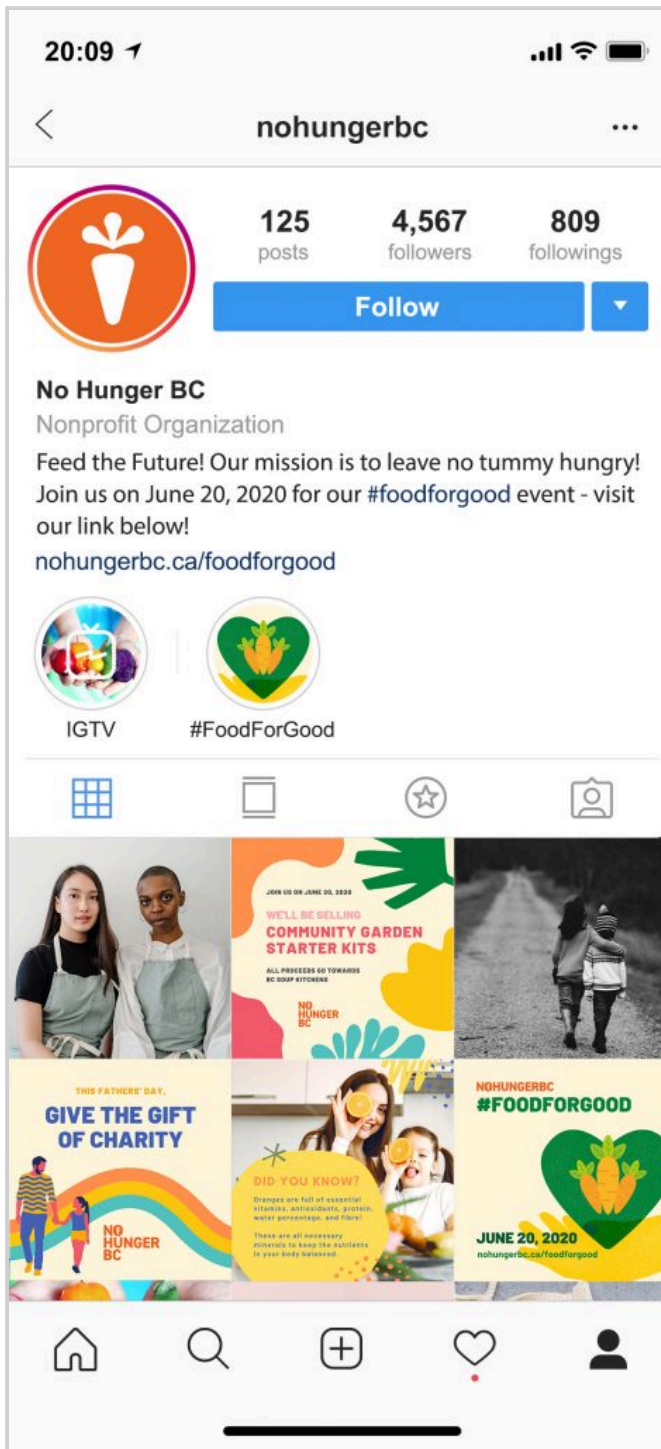 20:09
nohungerbc
125
posts
4,567
followers
809
followings
Follow
No Hunger BC
Nonprofit Organization
Feed the Future! Our mission is to leave no tummy hungry!
Join us on June 20, 2020 for our #foodforgood event - visit
our link below!
nohungerbc.ca/foodforgood
IGTV
#FoodForGood
JOIN US ON JUNE 20, 2020
WE'LL BE SELLING
COMMUNITY GARDEN
STARTER KITS
ALL PROCEEDS GO TOWARDS
BC SOUP KITCHENS
NO
HUNGER
BC
THIS FATHERS' DAY,
GIVE THE GIFT
OF CHARITY
NO
HUNGER
BC
DID YOU KNOW?
Oranges are full of essential
vitamins, antioxidants, protein,
water percentage, and fibre!
These are all necessary
minerals to keep the nutrients
in your body balanced.
NOHUNGERBC
#FOODFORGOOD
JUNE 20, 2020
nohungerbc.ca/foodforgood